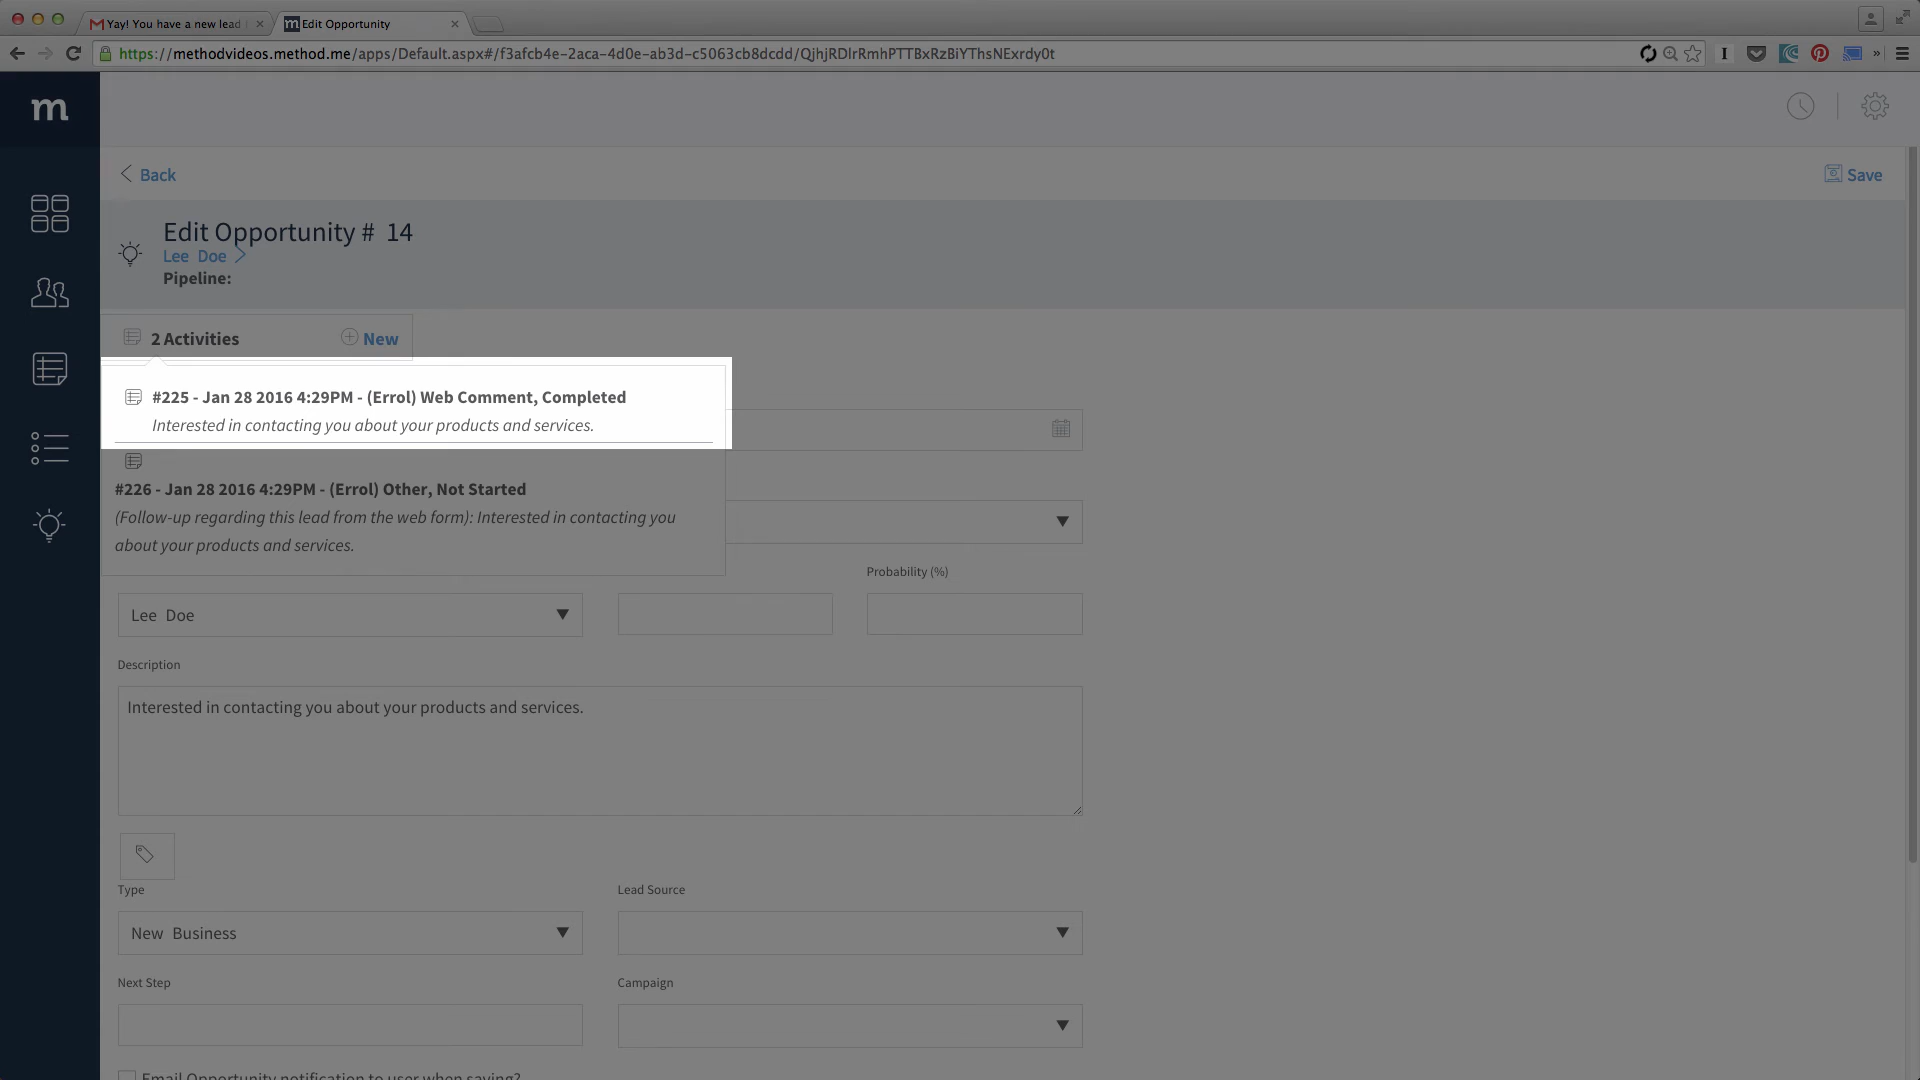 Yay! You have a new lead
Edit Opportunity
https://methodvideos.method.me/apps/Default.aspx#/f3afcb4e-2aca-4d0e-ab3d-c5063cb8dcdd/QjhjRDlrRmhPTTBxRzBiYThsNExrdy0t
m
Back
Save
Edit Opportunity # 14
Lee Doe
Pipeline:
2 Activities
New
#225 - Jan 28 2016 4:29PM - (Errol) Web Comment, Completed
Interested in contacting you about your products and services.
#226 - Jan 28 2016 4:29PM - (Errol) Other, Not Started
(Follow-up regarding this lead from the web form): Interested in contacting you
about your products and services.
Probability (%)
Lee Doe
Description
Interested in contacting you about your products and services.
Type
Lead Source
New Business
Next Step
Campaign
Email Opportunity notification to user when saving?